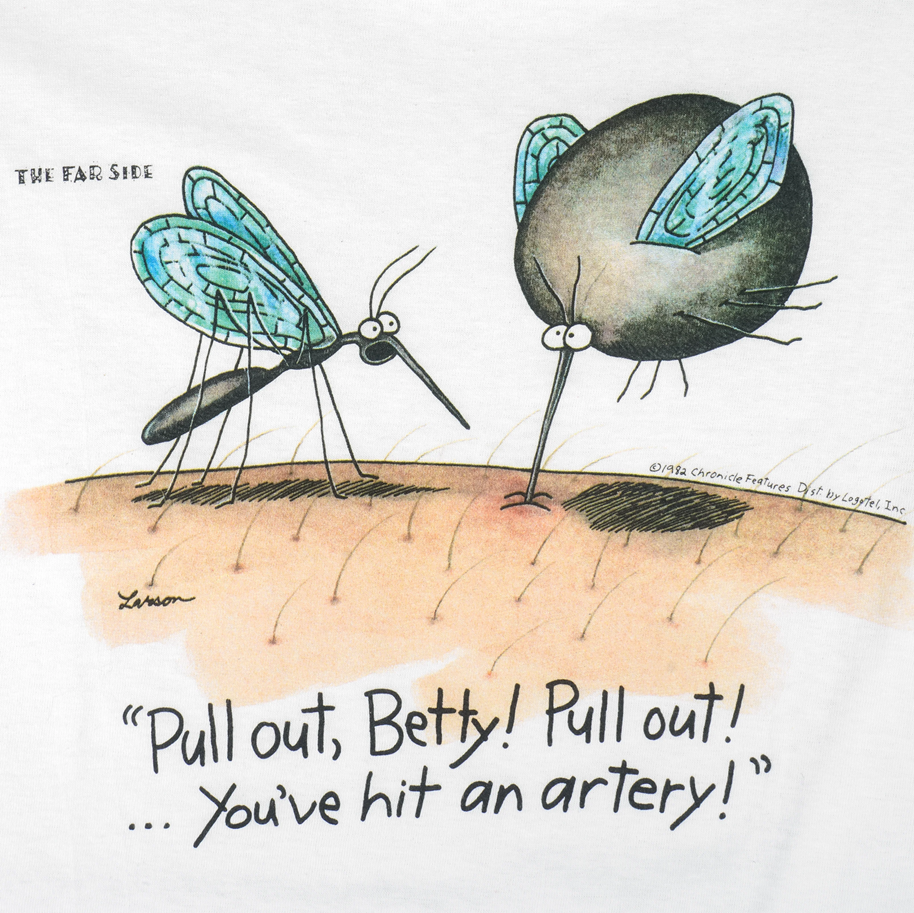 THE FAR SIDE
©1982 Chronicle Features Dist. by Logotel, Inc.
Larson
“Pull out, Betty! Pull out!
... You've hit an artery!”